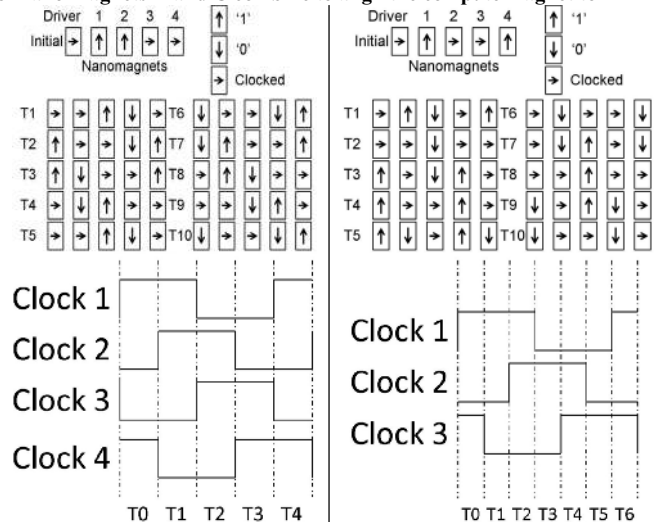 Driver 1 2 3 4 '1'
Initial '0'
Nanomagnets Clocked
T1 T6
T2 T7
T3 T8
T4 T9
T5 T10
Clock 1
Clock 2
Clock 3
Clock 4
T0 T1 T2 T3 T4
Driver 1 2 3 4 '1'
Initial '0'
Nanomagnets Clocked
T1 T6
T2 T7
T3 T8
T4 T9
T5 T10
Clock 1
Clock 2
Clock 3
T0 T1 T2 T3 T4 T5 T6